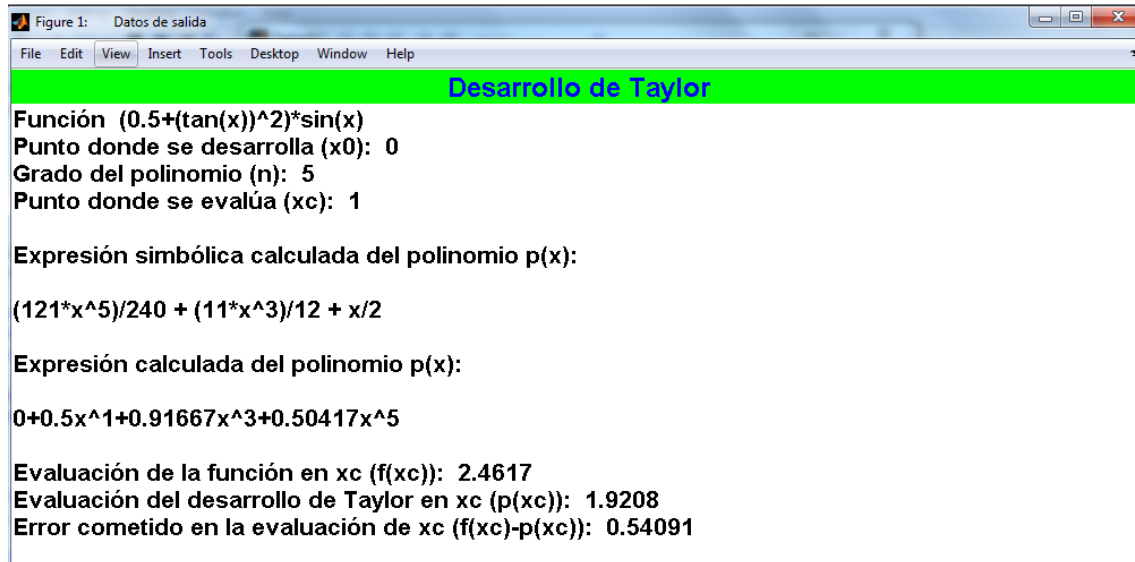 Figure 1: Datos de salida
File Edit View Insert Tools Desktop Window Help
Desarrollo de Taylor
Función (0.5+(tan(x))^2)*sin(x)
Punto donde se desarrolla (x0): 0
Grado del polinomio (n): 5
Punto donde se evalúa (xc): 1
Expresión simbólica calculada del polinomio p(x):
(121*x^5)/240 + (11*x^3)/12 + x/2
Expresión calculada del polinomio p(x):
0+0.5x^1+0.91667x^3+0.50417x^5
Evaluación de la función en xc (f(xc)): 2.4617
Evaluación del desarrollo de Taylor en xc (p(xc)): 1.9208
Error cometido en la evaluación de xc (f(xc)-p(xc)): 0.54091